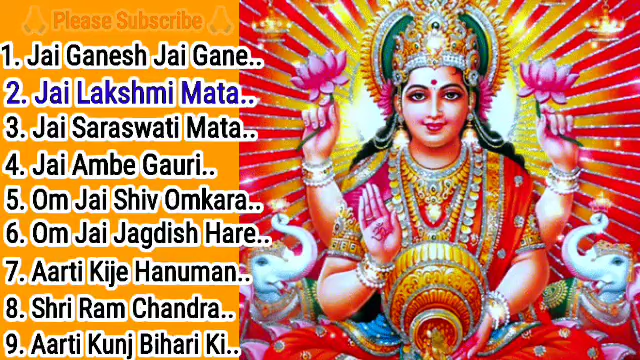 🙏 Please Subscribe 🙏
1. Jai Ganesh Jai Gane..
2. Jai Lakshmi Mata..
3. Jai Saraswati Mata..
4. Jai Ambe Gauri..
5. Om Jai Shiv Omkara..
6. Om Jai Jagdish Hare..
7. Aarti Kije Hanuman..
8. Shri Ram Chandra..
9. Aarti Kunj Bihari Ki..
ॐ